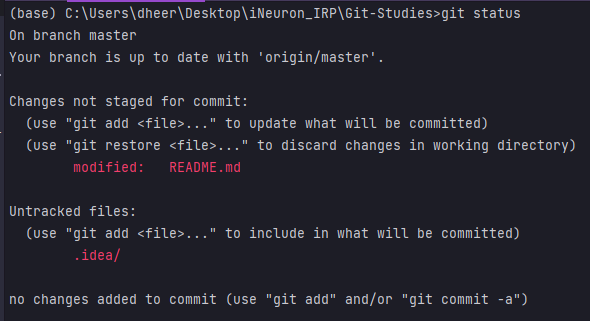 (base) C:\Users\dheer\Desktop\iNeuron_IRP\Git-Studies>git status
On branch master
Your branch is up to date with 'origin/master'.
Changes not staged for commit:
  (use "git add <file>..." to update what will be committed)
  (use "git restore <file>..." to discard changes in working directory)
        modified:   README.md
Untracked files:
  (use "git add <file>..." to include in what will be committed)
        .idea/
no changes added to commit (use "git add" and/or "git commit -a")